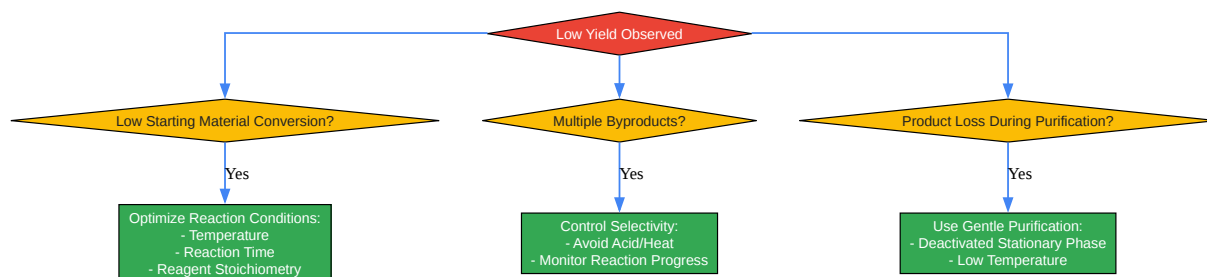 Low Yield Observed
Low Starting Material Conversion?
Multiple Byproducts?
Product Loss During Purification?
Yes
Yes
Yes
Optimize Reaction Conditions:
- Temperature
- Reaction Time
- Reagent Stoichiometry
Control Selectivity:
- Avoid Acid/Heat
- Monitor Reaction Progress
Use Gentle Purification:
- Deactivated Stationary Phase
- Low Temperature